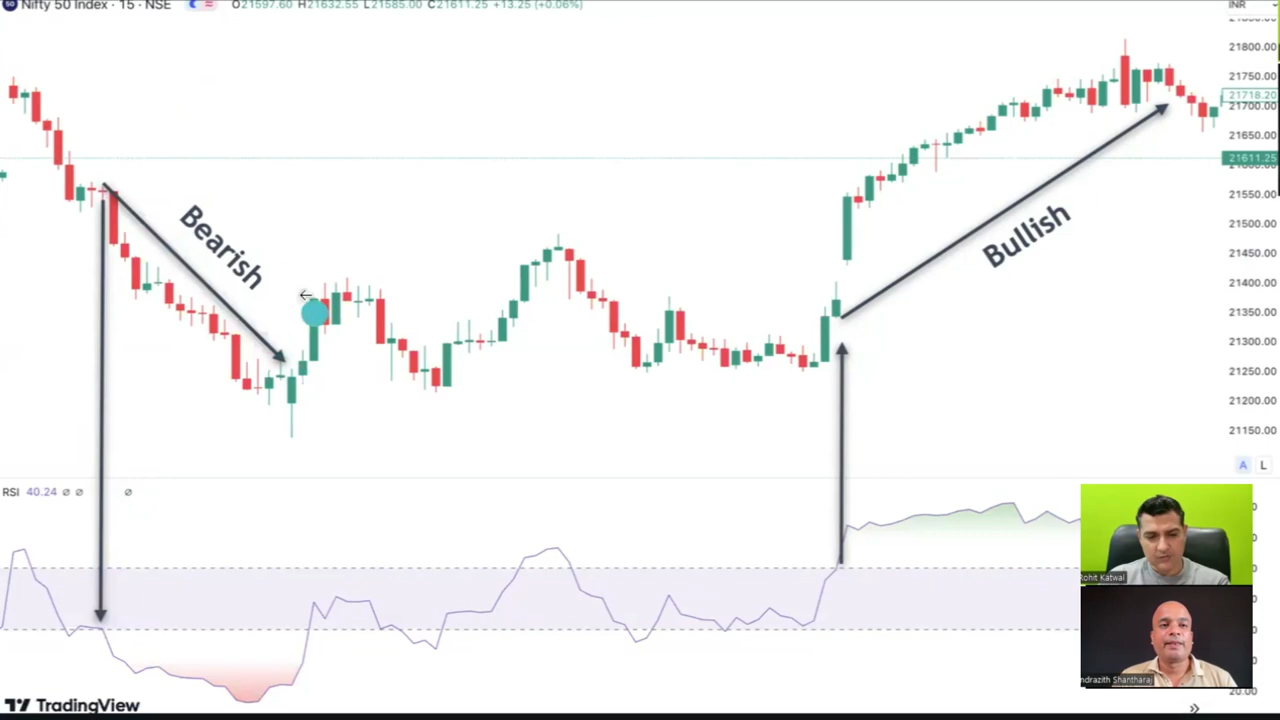 Nifty 50 Index · 15 · NSE
O21597.60 H21632.55 L21585.00 C21611.25 +13.25 (+0.06%)
INR
21800.00
21750.00
21718.20
21700.00
21650.00
21611.25
21550.00
21500.00
21450.00
21400.00
21350.00
21300.00
21250.00
21200.00
21150.00
Bearish
Bullish
A L
RSI 40.24
Rohit Katwal
ndrazith Shantharaj
20.00
TradingView